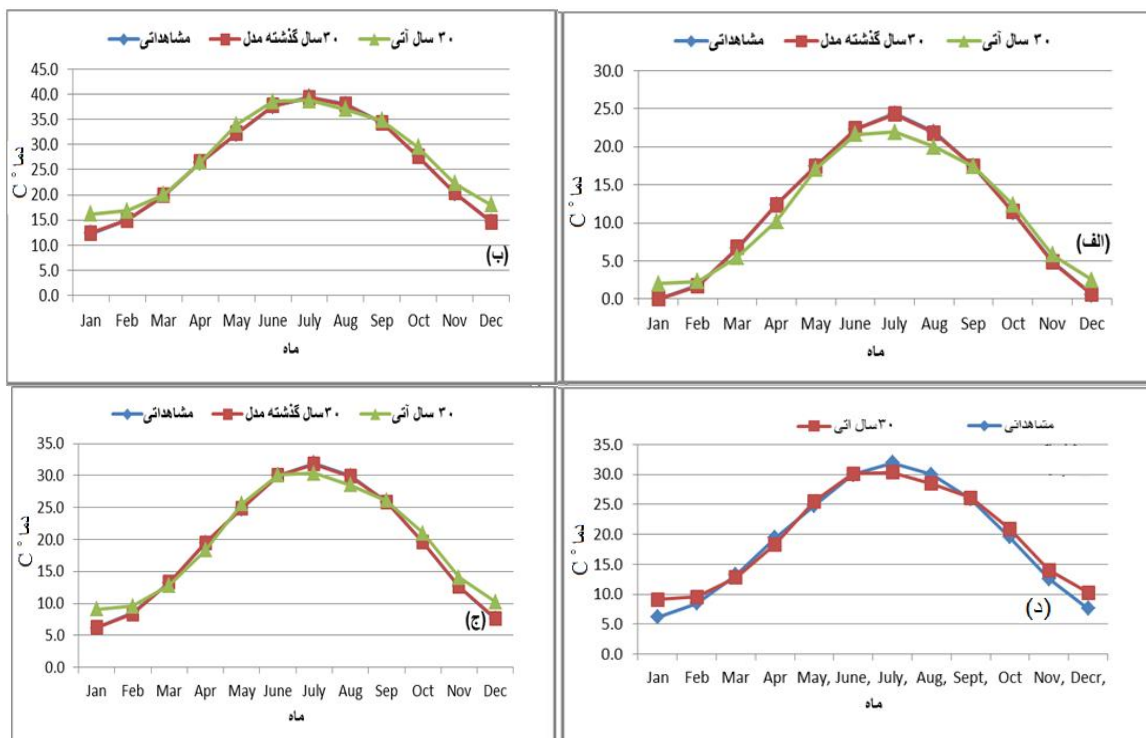 مشاهداتی ۳۰سال گذشته مدل ۳۰ سال آتی
30.0
25.0
20.0
15.0
10.0
5.0
0.0
دما ° C
(الف)
Jan Feb Mar Apr May June July Aug Sep Oct Nov Dec
ماه
مشاهداتی ۳۰سال گذشته مدل ۳۰ سال آتی
45.0
40.0
35.0
30.0
25.0
20.0
15.0
10.0
5.0
0.0
دما ° C
(ب)
Jan Feb Mar Apr May June July Aug Sep Oct Nov Dec
ماه
مشاهداتی ۳۰سال گذشته مدل ۳۰ سال آتی
35.0
30.0
25.0
20.0
15.0
10.0
5.0
0.0
دما ° C
(ج)
Jan Feb Mar Apr May June July Aug Sep Oct Nov Dec
ماه
۳۰سال اتی مشاهداتی
35.0
30.0
25.0
20.0
15.0
10.0
5.0
0.0
دما ° C
(د)
Jan Feb Mar Apr May, June, July, Aug, Sept, Oct Nov, Decr,
ماه